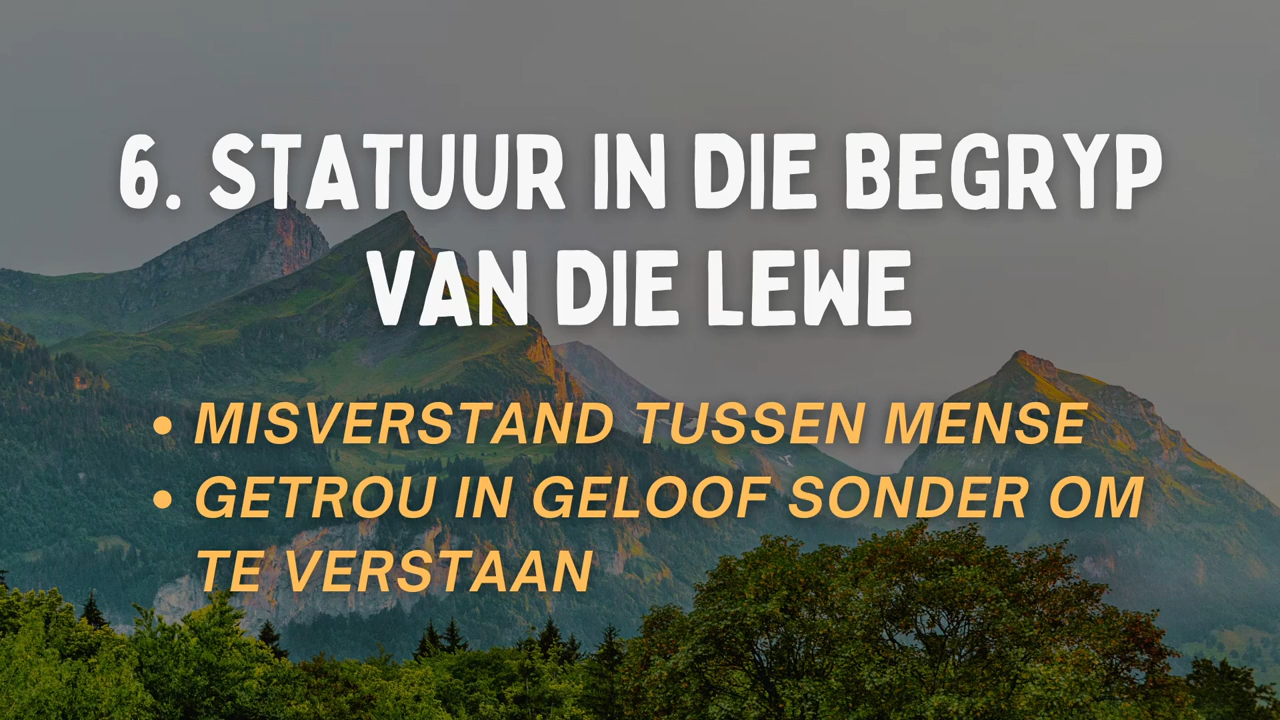 6. STATUUR IN DIE BEGRYP
VAN DIE LEWE
• MISVERSTAND TUSSEN MENSE
• GETROU IN GELOOF SONDER OM
TE VERSTAAN